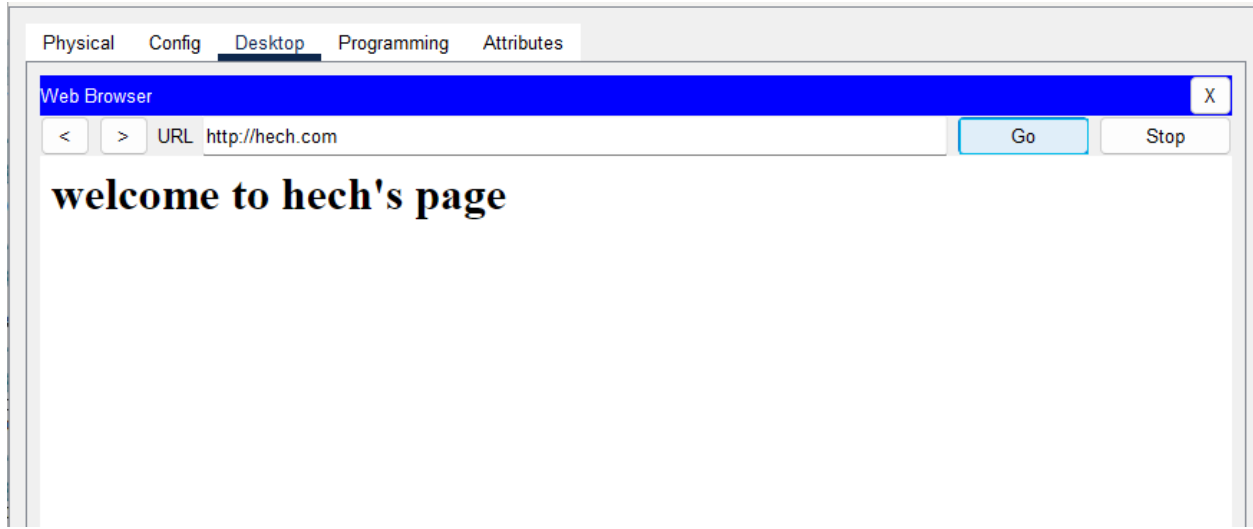 Physical Config Desktop Programming Attributes
Web Browser X
< > URL http://hech.com Go Stop
welcome to hech's page